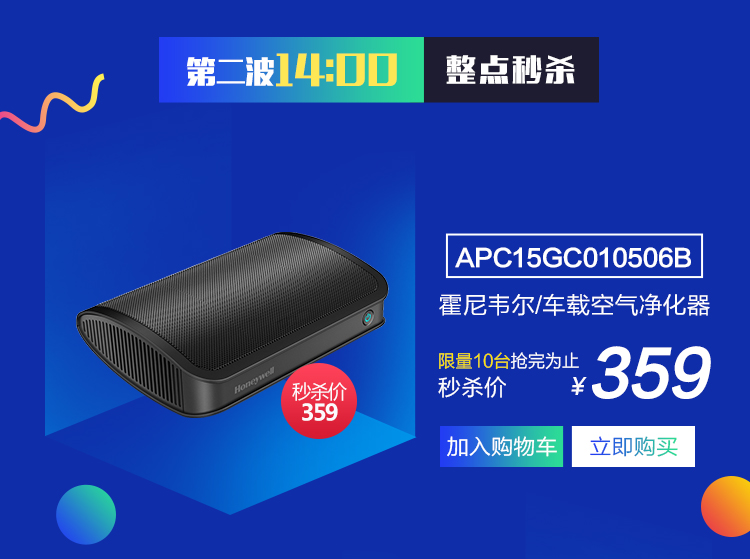 第二波14:00 整点秒杀
APC15GC010506B
霍尼韦尔/车载空气净化器
限量10台抢完为止
秒杀价 ¥359
加入购物车 立即购买
Honeywell
秒杀价
359